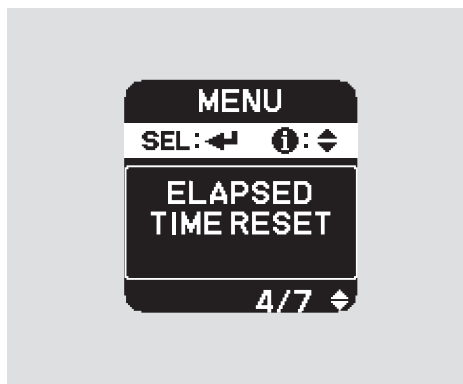 MENU
SEL:↵ ℹ:♦
ELAPSED
TIME RESET
4/7 ♦